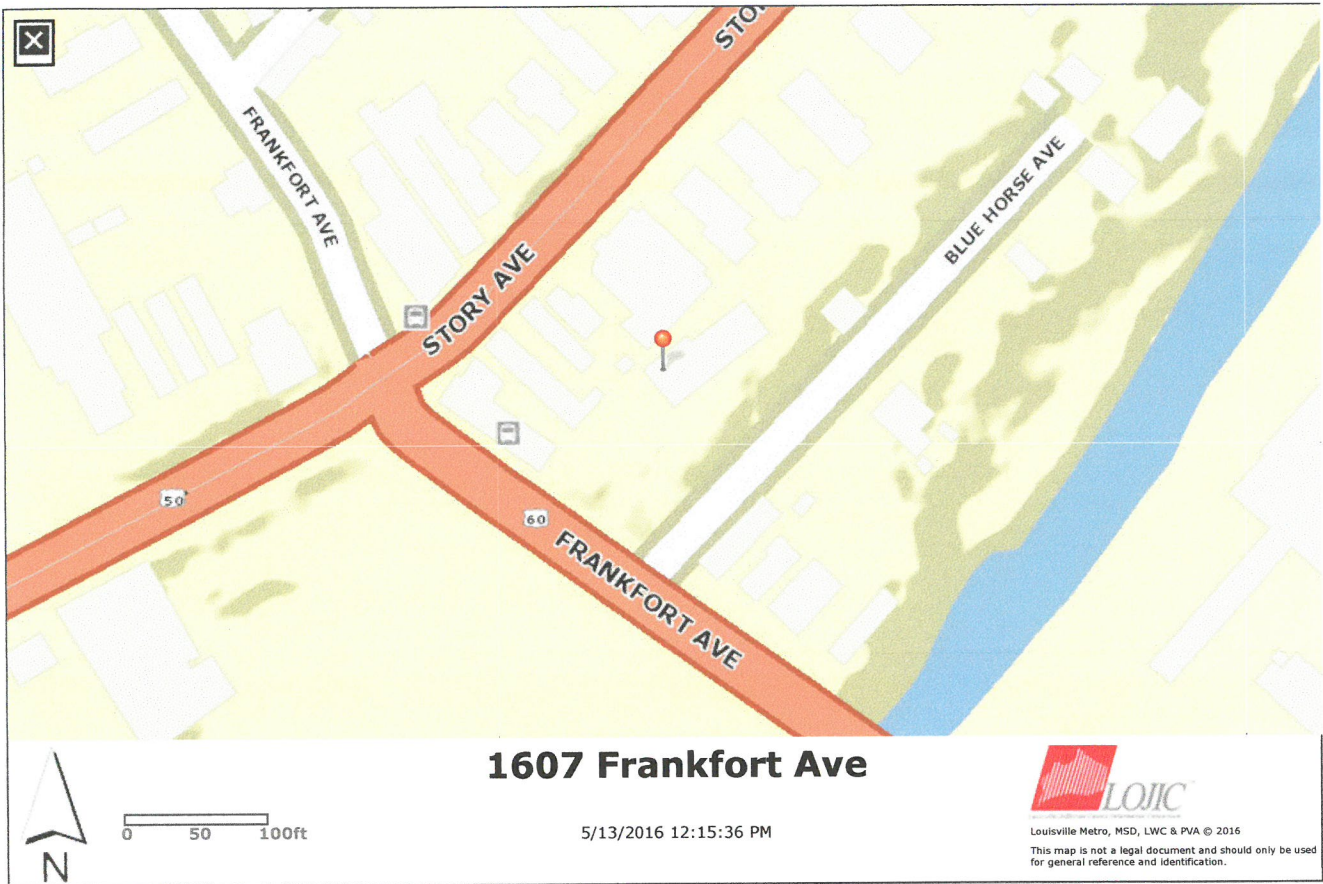 STO
FRANKFORT AVE
BLUE HORSE AVE
STORY AVE
50
60
FRANKFORT AVE
1607 Frankfort Ave
0 50 100ft
N
5/13/2016 12:15:36 PM
LOJIC
Louisville Metro, MSD, LWC & PVA © 2016
This map is not a legal document and should only be used
for general reference and identification.